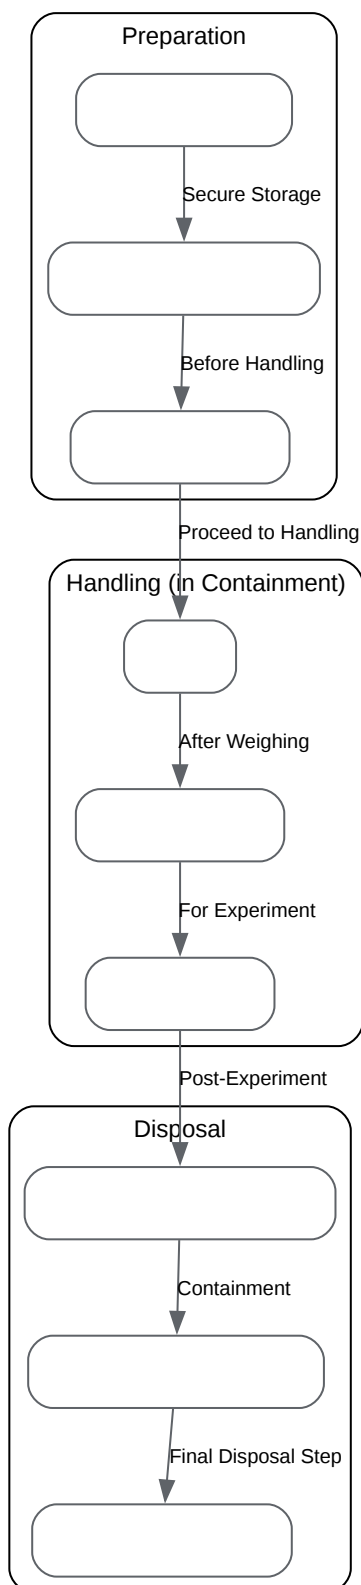 Preparation
Secure Storage
Before Handling
Proceed to Handling
Handling (in Containment)
After Weighing
For Experiment
Post-Experiment
Disposal
Containment
Final Disposal Step